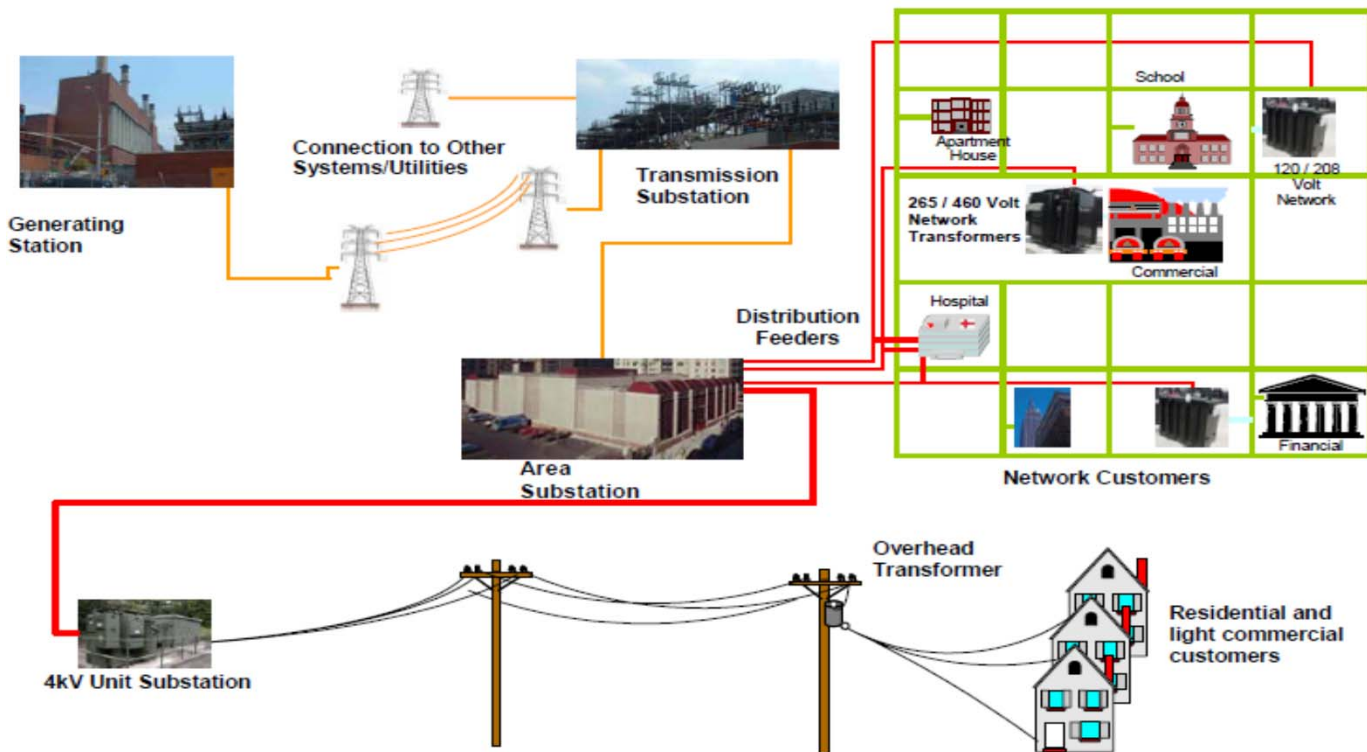 School
Connection to Other
Systems/Utilities
Apartment
House
Transmission
Substation
120 / 208
Volt
Network
265 / 460 Volt
Network
Transformers
Generating
Station
Commercial
Hospital
Distribution
Feeders
Financial
Area
Substation
Network Customers
Overhead
Transformer
Residential and
light commercial
customers
4kV Unit Substation